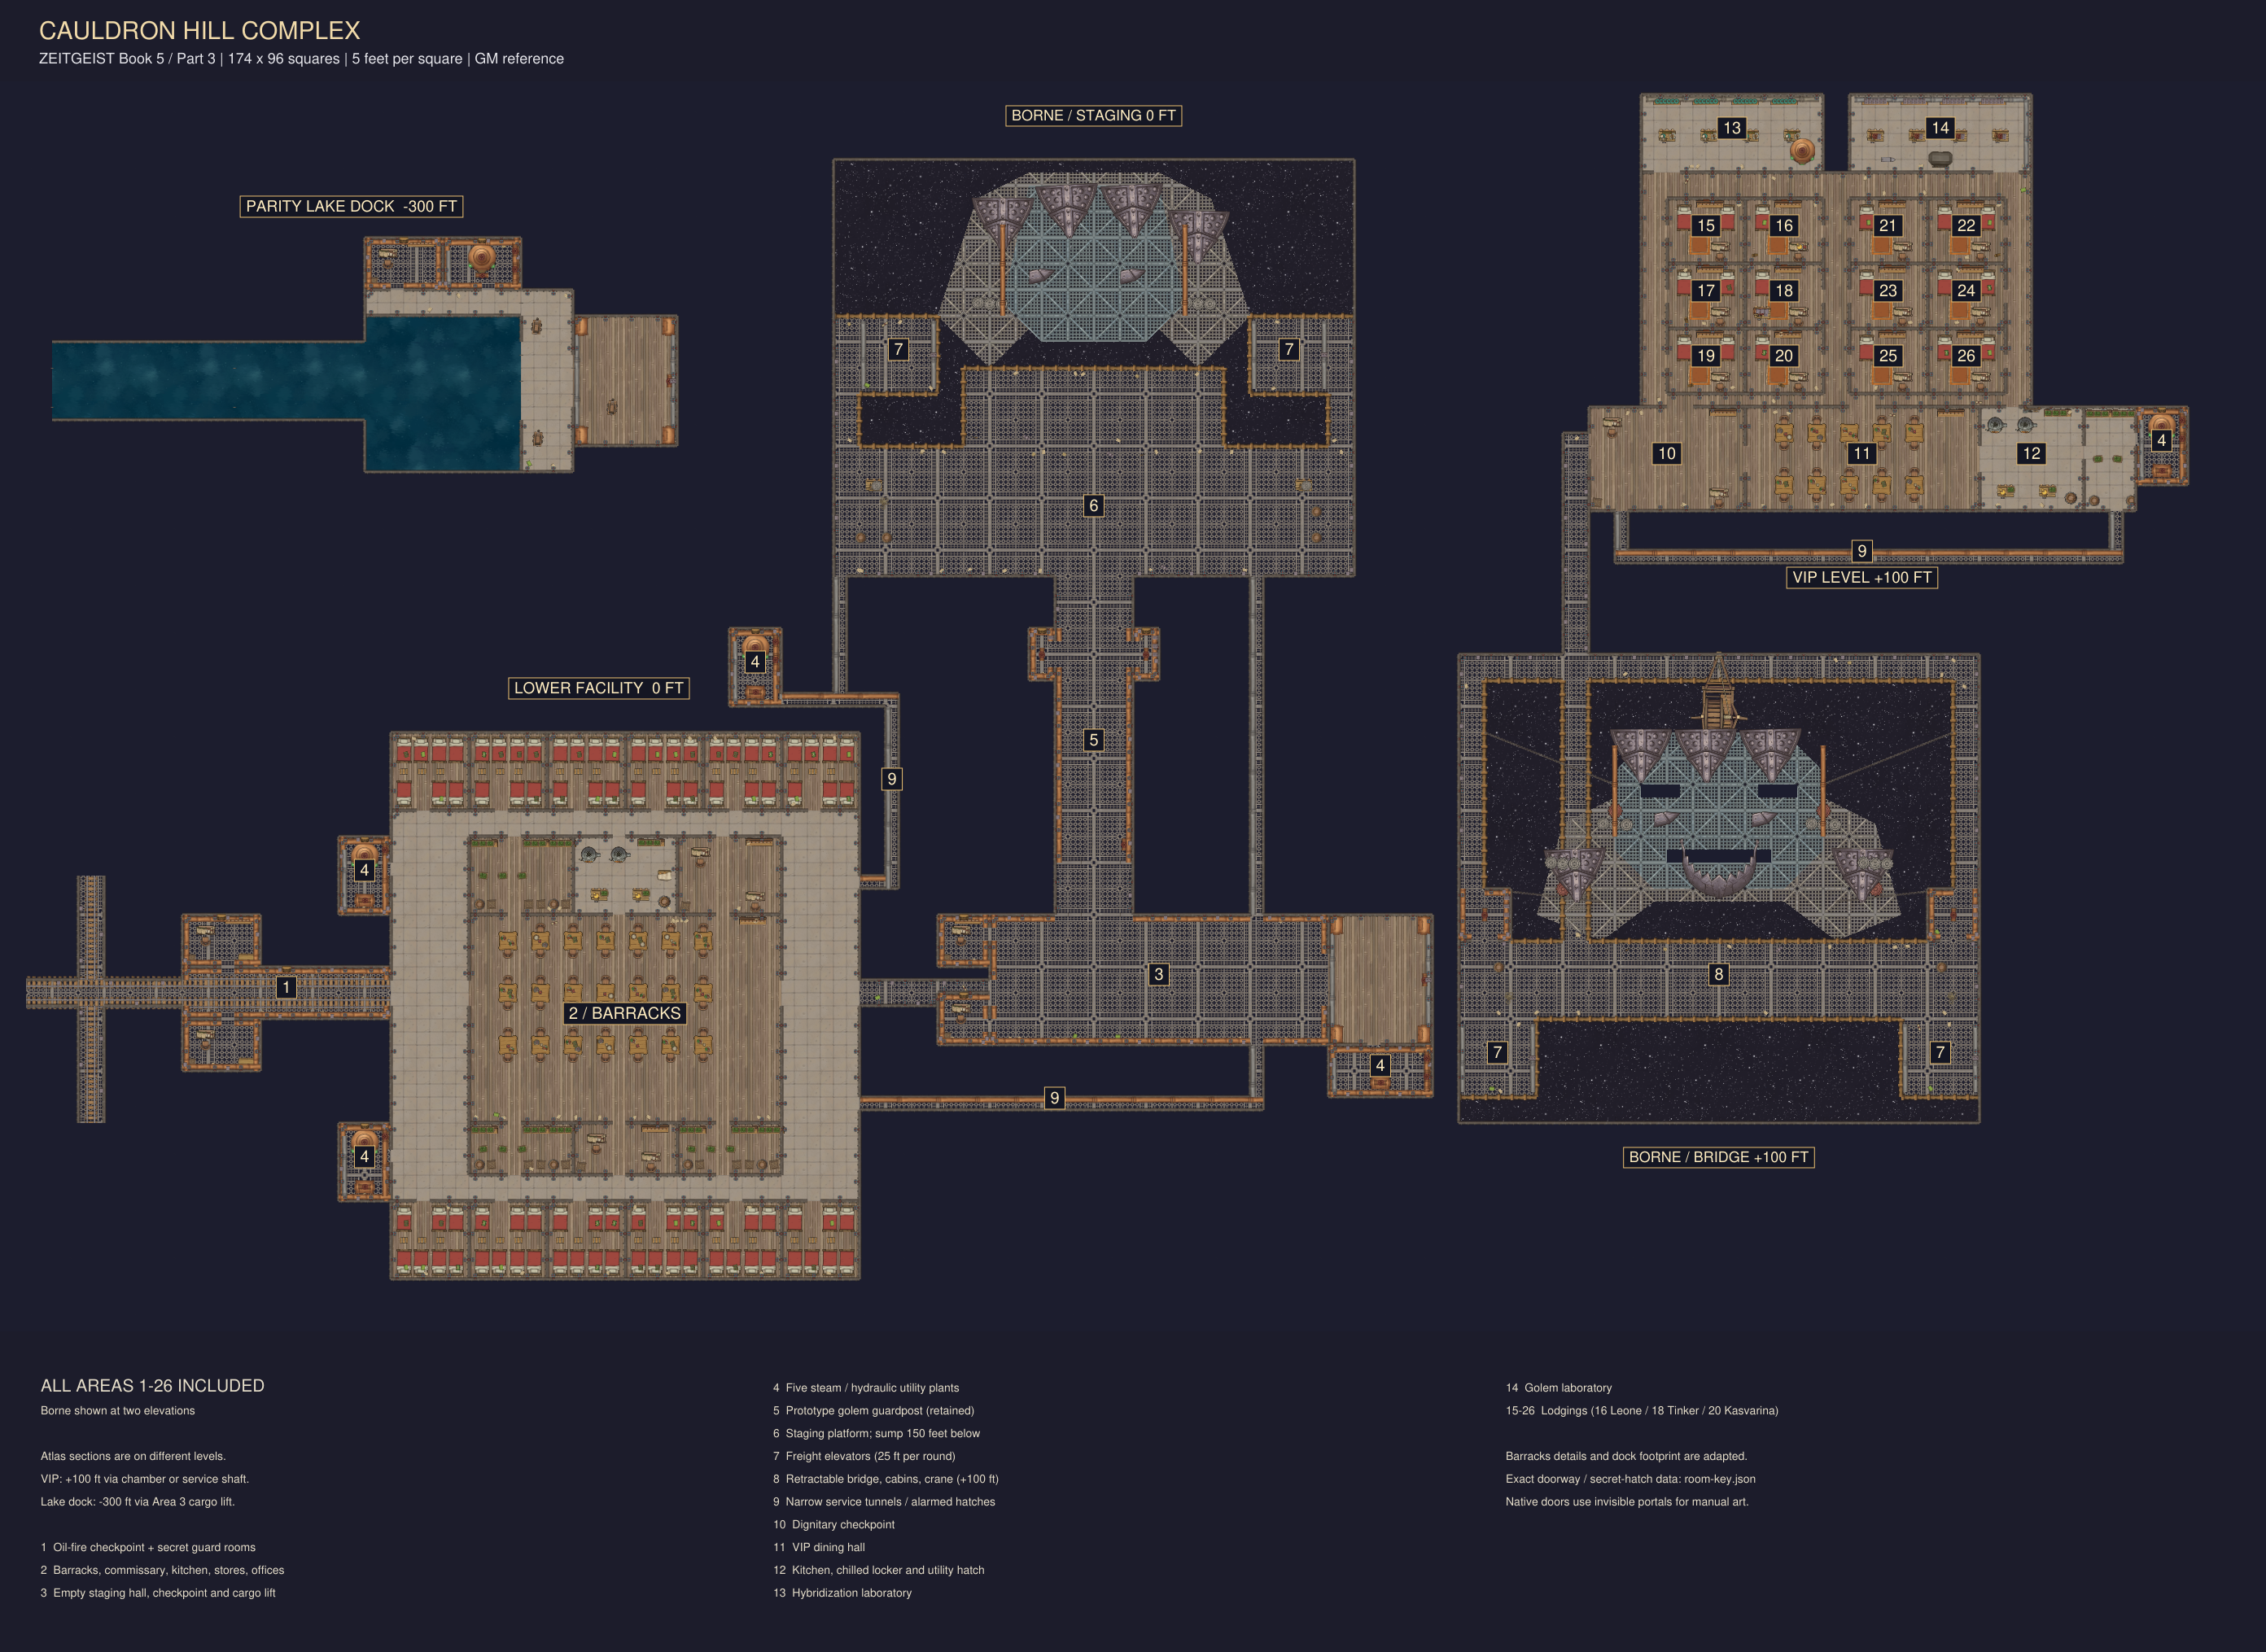 CAULDRON HILL COMPLEX
ZEITGEIST Book 5 / Part 3 | 174 x 96 squares | 5 feet per square | GM reference
BORNE / STAGING 0 FT
13
14
PARITY LAKE DOCK -300 FT
15
16
21
22
17
18
23
24
7
7
19
20
25
26
4
10
11
12
6
9
VIP LEVEL +100 FT
4
LOWER FACILITY 0 FT
5
9
4
3
8
1
2 / BARRACKS
7
7
4
9
4
BORNE / BRIDGE +100 FT
ALL AREAS 1-26 INCLUDED
Borne shown at two elevations
Atlas sections are on different levels.
VIP: +100 ft via chamber or service shaft.
Lake dock: -300 ft via Area 3 cargo lift.
1 Oil-fire checkpoint + secret guard rooms
2 Barracks, commissary, kitchen, stores, offices
3 Empty staging hall, checkpoint and cargo lift
4 Five steam / hydraulic utility plants
5 Prototype golem guardpost (retained)
6 Staging platform; sump 150 feet below
7 Freight elevators (25 ft per round)
8 Retractable bridge, cabins, crane (+100 ft)
9 Narrow service tunnels / alarmed hatches
10 Dignitary checkpoint
11 VIP dining hall
12 Kitchen, chilled locker and utility hatch
13 Hybridization laboratory
14 Golem laboratory
15-26 Lodgings (16 Leone / 18 Tinker / 20 Kasvarina)
Barracks details and dock footprint are adapted.
Exact doorway / secret-hatch data: room-key.json
Native doors use invisible portals for manual art.